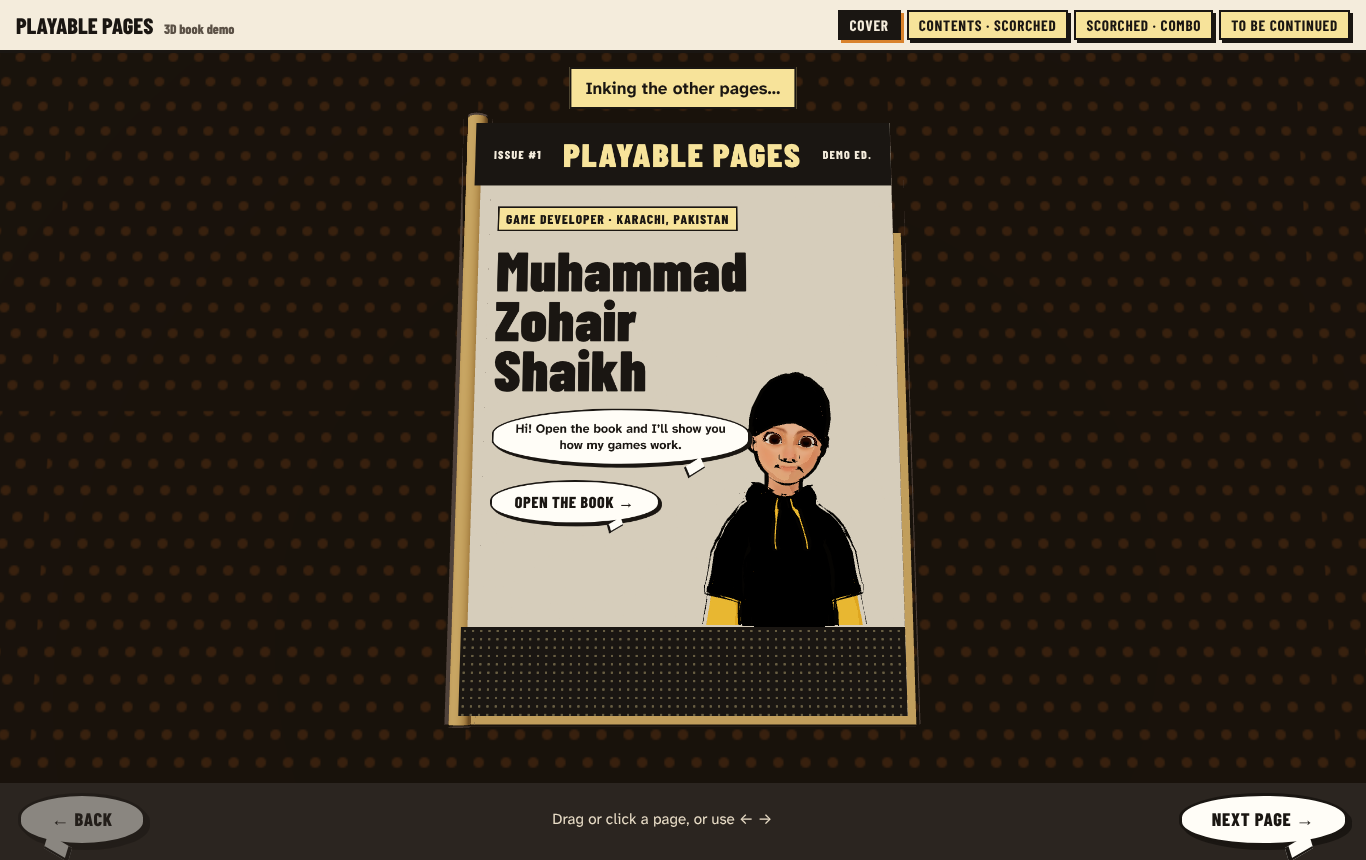 PLAYABLE PAGES 3D book demo
COVER
CONTENTS · SCORCHED
SCORCHED · COMBO
TO BE CONTINUED
Inking the other pages...
ISSUE #1 PLAYABLE PAGES DEMO ED.
GAME DEVELOPER · KARACHI, PAKISTAN
Muhammad
Zohair
Shaikh
Hi! Open the book and I'll show you
how my games work.
OPEN THE BOOK →
← BACK
Drag or click a page, or use ← →
NEXT PAGE →